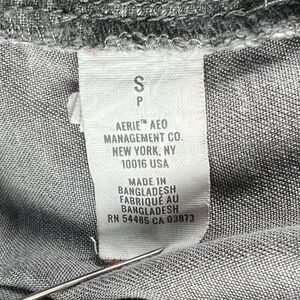 S
P
AERIE™ AEO
MANAGEMENT CO.
NEW YORK, NY
10016 USA
MADE IN
BANGLADESH
FABRIQUÉ AU
BANGLADESH
RN 54485 CA 03873